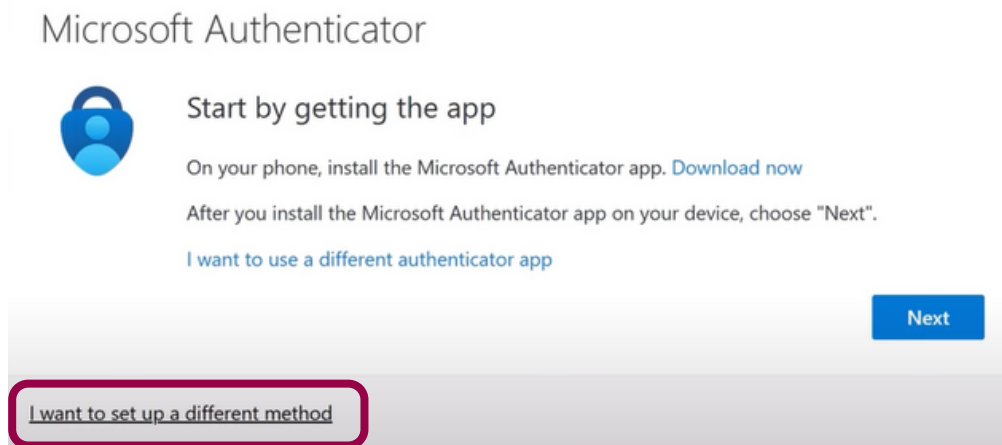 Microsoft Authenticator
Start by getting the app
On your phone, install the Microsoft Authenticator app. Download now
After you install the Microsoft Authenticator app on your device, choose "Next".
I want to use a different authenticator app
Next
I want to set up a different method